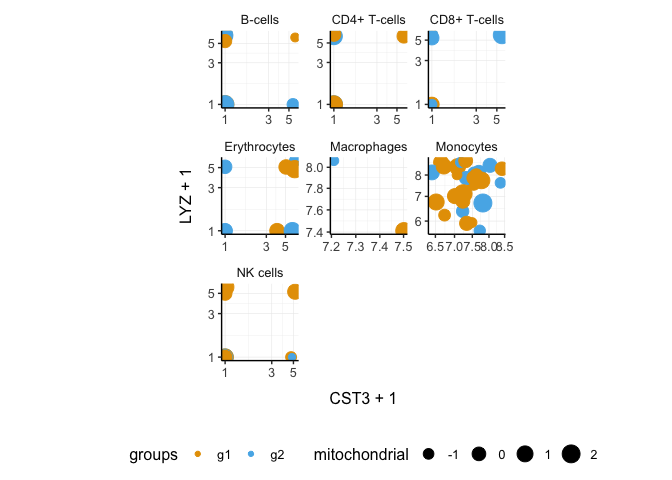 B-cells CD4+ T-cells CD8+ T-cells
5 5 5
3 3 3
1 1 1
1 3 5 1 3 5 1 3 5
Erythrocytes Macrophages Monocytes
5 8.0 8
3 7.8 7
7.6 6
1 7.4
1 3 5 7.2 7.3 7.4 7.5 6.5 7.0 7.5 8.0 8.5
LYZ + 1
NK cells
5
3
1
1 3 5
CST3 + 1
groups g1 g2 mitochondrial -1 0 1 2